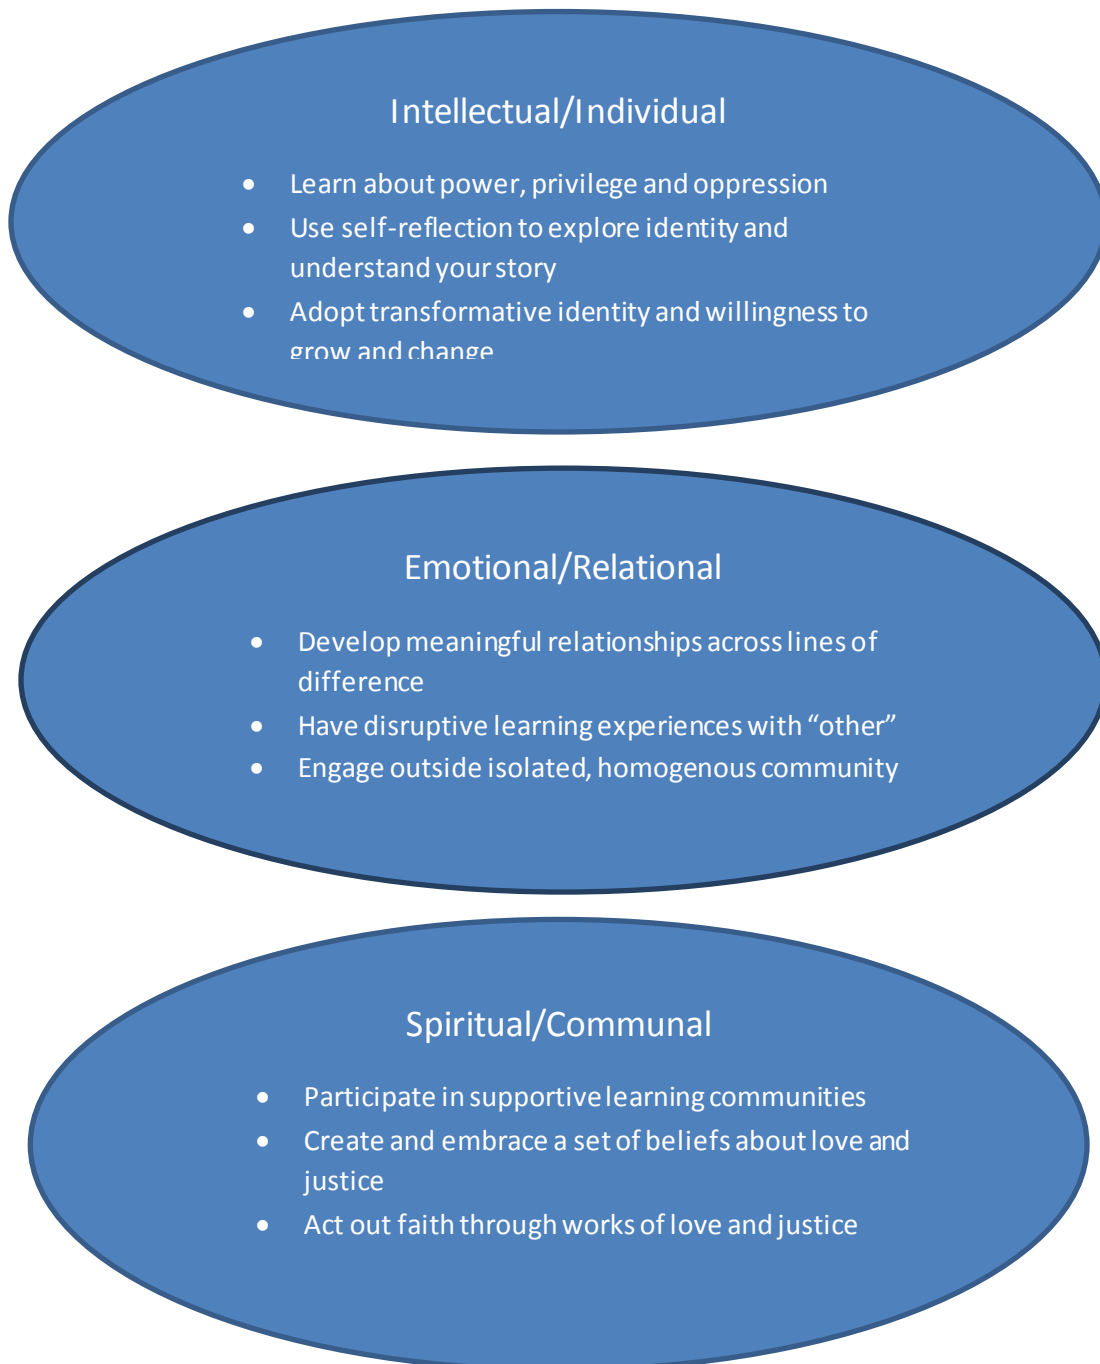 Intellectual/Individual
• Learn about power, privilege and oppression
• Use self-reflection to explore identity and
understand your story
• Adopt transformative identity and willingness to
grow and change
Emotional/Relational
• Develop meaningful relationships across lines of
difference
• Have disruptive learning experiences with “other”
• Engage outside isolated, homogenous community
Spiritual/Communal
• Participate in supportive learning communities
• Create and embrace a set of beliefs about love and
justice
• Act out faith through works of love and justice